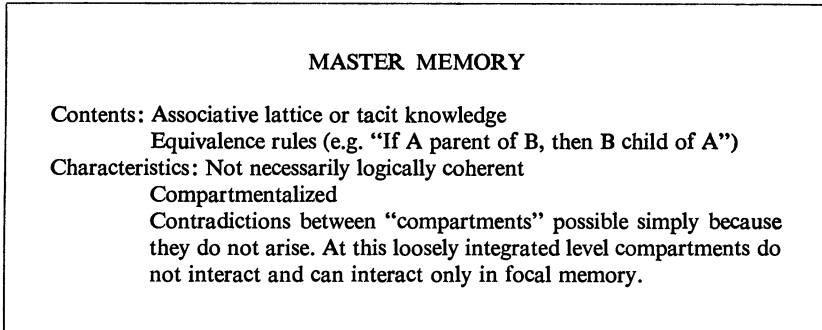 MASTER MEMORY
Contents: Associative lattice or tacit knowledge
Equivalence rules (e.g. “If A parent of B, then B child of A”)
Characteristics: Not necessarily logically coherent
Compartmentalized
Contradictions between “compartments” possible simply because
they do not arise. At this loosely integrated level compartments do
not interact and can interact only in focal memory.